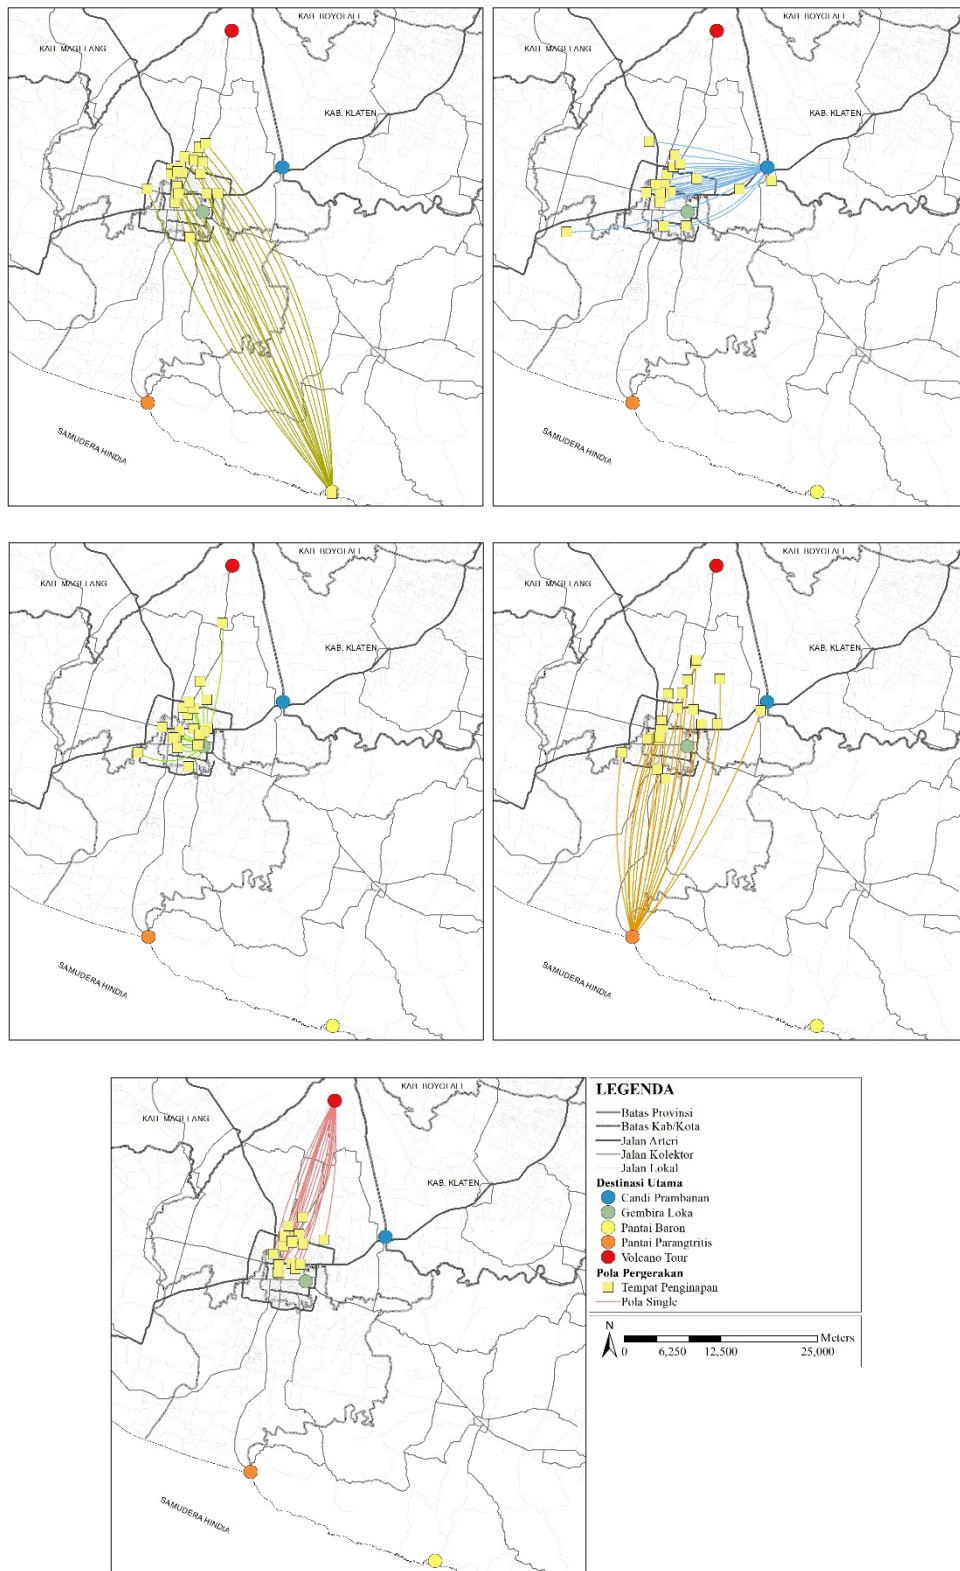 KAB. BOYOLALI
KAB. MAGELANG
KAB. KLATEN
SAMUDERA HINDIA
KAB. BOYOLALI
KAB. MAGELANG
KAB. KLATEN
SAMUDERA HINDIA
KAB. BOYOLALI
KAB. MAGELANG
KAB. KLATEN
SAMUDERA HINDIA
KAB. BOYOLALI
KAB. MAGELANG
KAB. KLATEN
SAMUDERA HINDIA
KAB. BOYOLALI
KAB. MAGELANG
KAB. KLATEN
SAMUDERA HINDIA
LEGENDA
Batas Provinsi
Batas Kab/Kota
Jalan Arteri
Jalan Kolektor
Jalan Lokal
Destinasi Utama
Candi Prambanan
Gembira Loka
Pantai Baron
Pantai Parangtritis
Volcano Tour
Pola Pergerakan
Tempat Penginapan
Pola Single
N
Meters
0 6,250 12,500 25,000